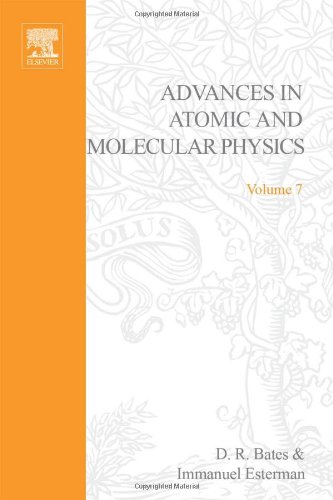 ELSEVIER
ADVANCES IN
ATOMIC AND
MOLECULAR PHYSICS
Volume 7
SOLUS
D. R. Bates &
Immanuel Esterman